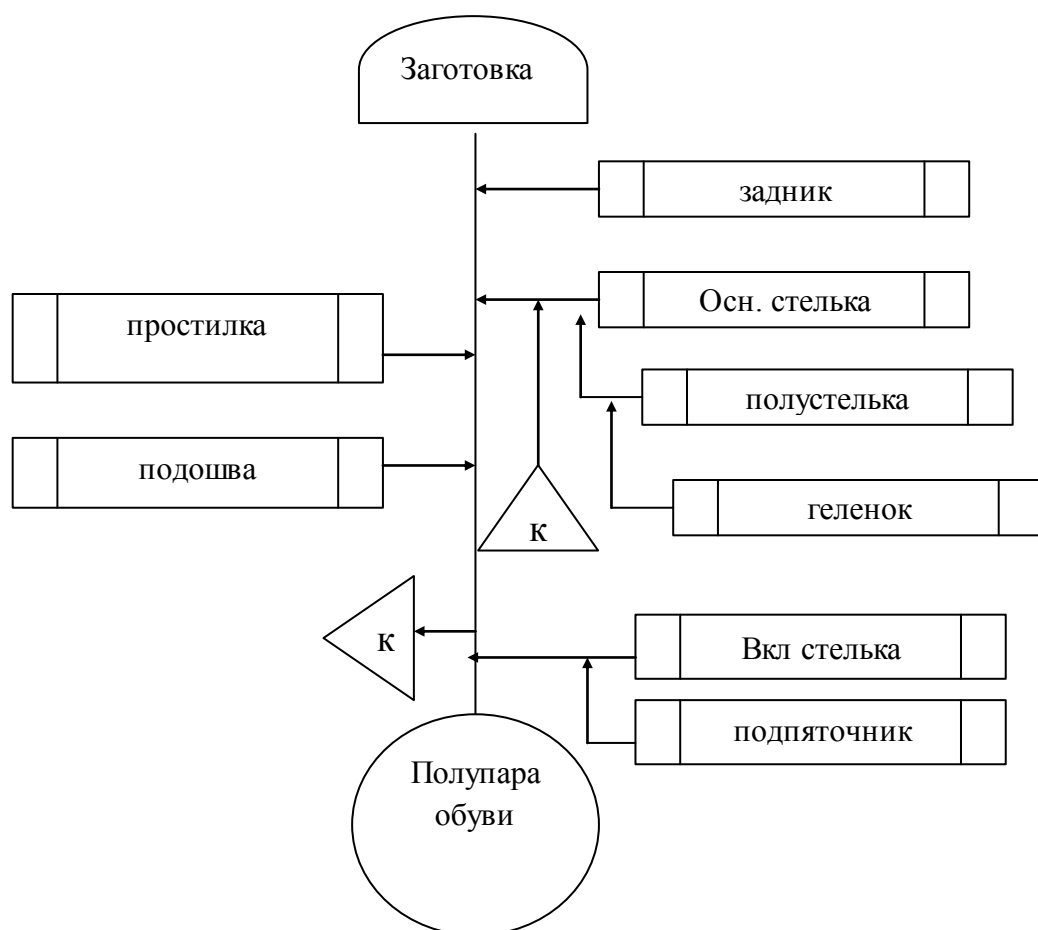 Заготовка
задник
Осн. стелька
простилка
полустелька
подошва
геленок
к
к
Вкл стелька
подпяточник
Полупара
обуви